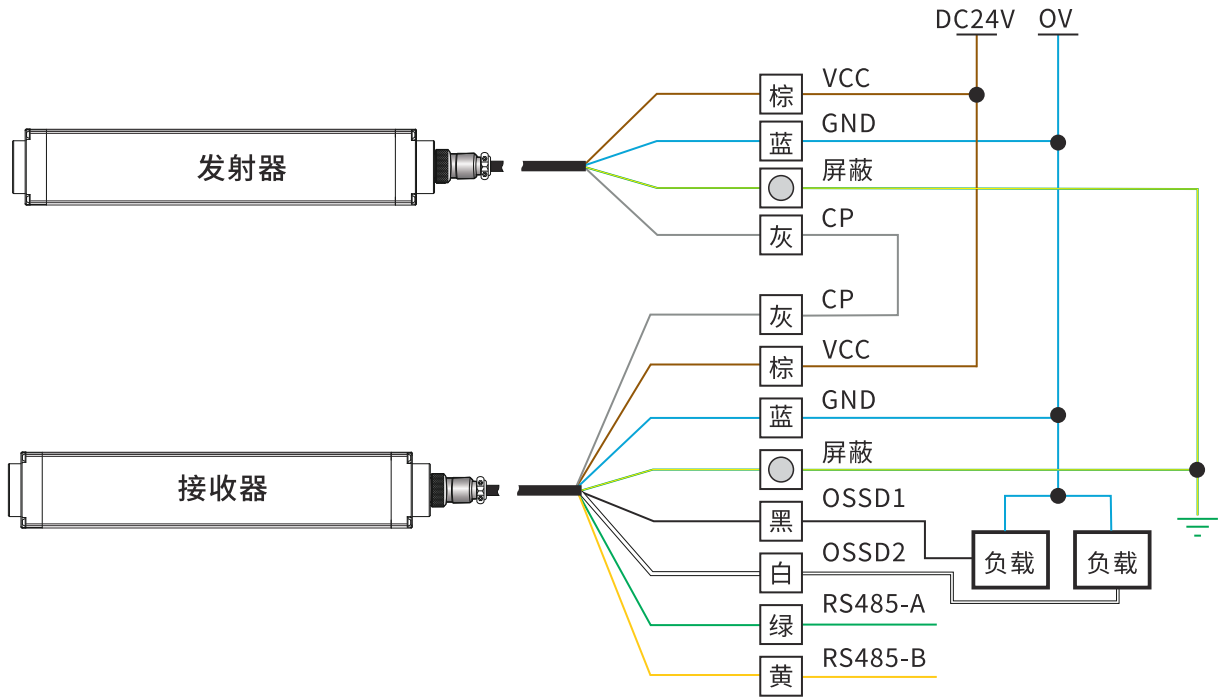 DC24V OV
棕 VCC
蓝 GND
发射器
屏蔽
灰 CP
灰 CP
棕 VCC
蓝 GND
屏蔽
接收器
黑 OSSD1
白 OSSD2
负载 负载
绿 RS485-A
黄 RS485-B